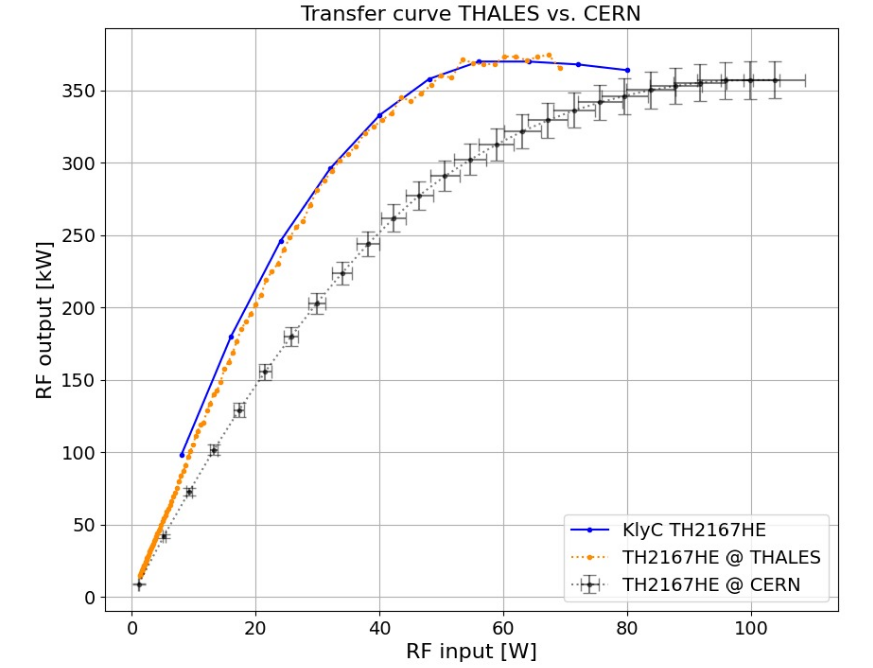 Transfer curve THALES vs. CERN
RF output [kW]
350
300
250
200
150
100
50
0
0 20 40 60 80 100
RF input [W]
KlyC TH2167HE
TH2167HE @ THALES
TH2167HE @ CERN